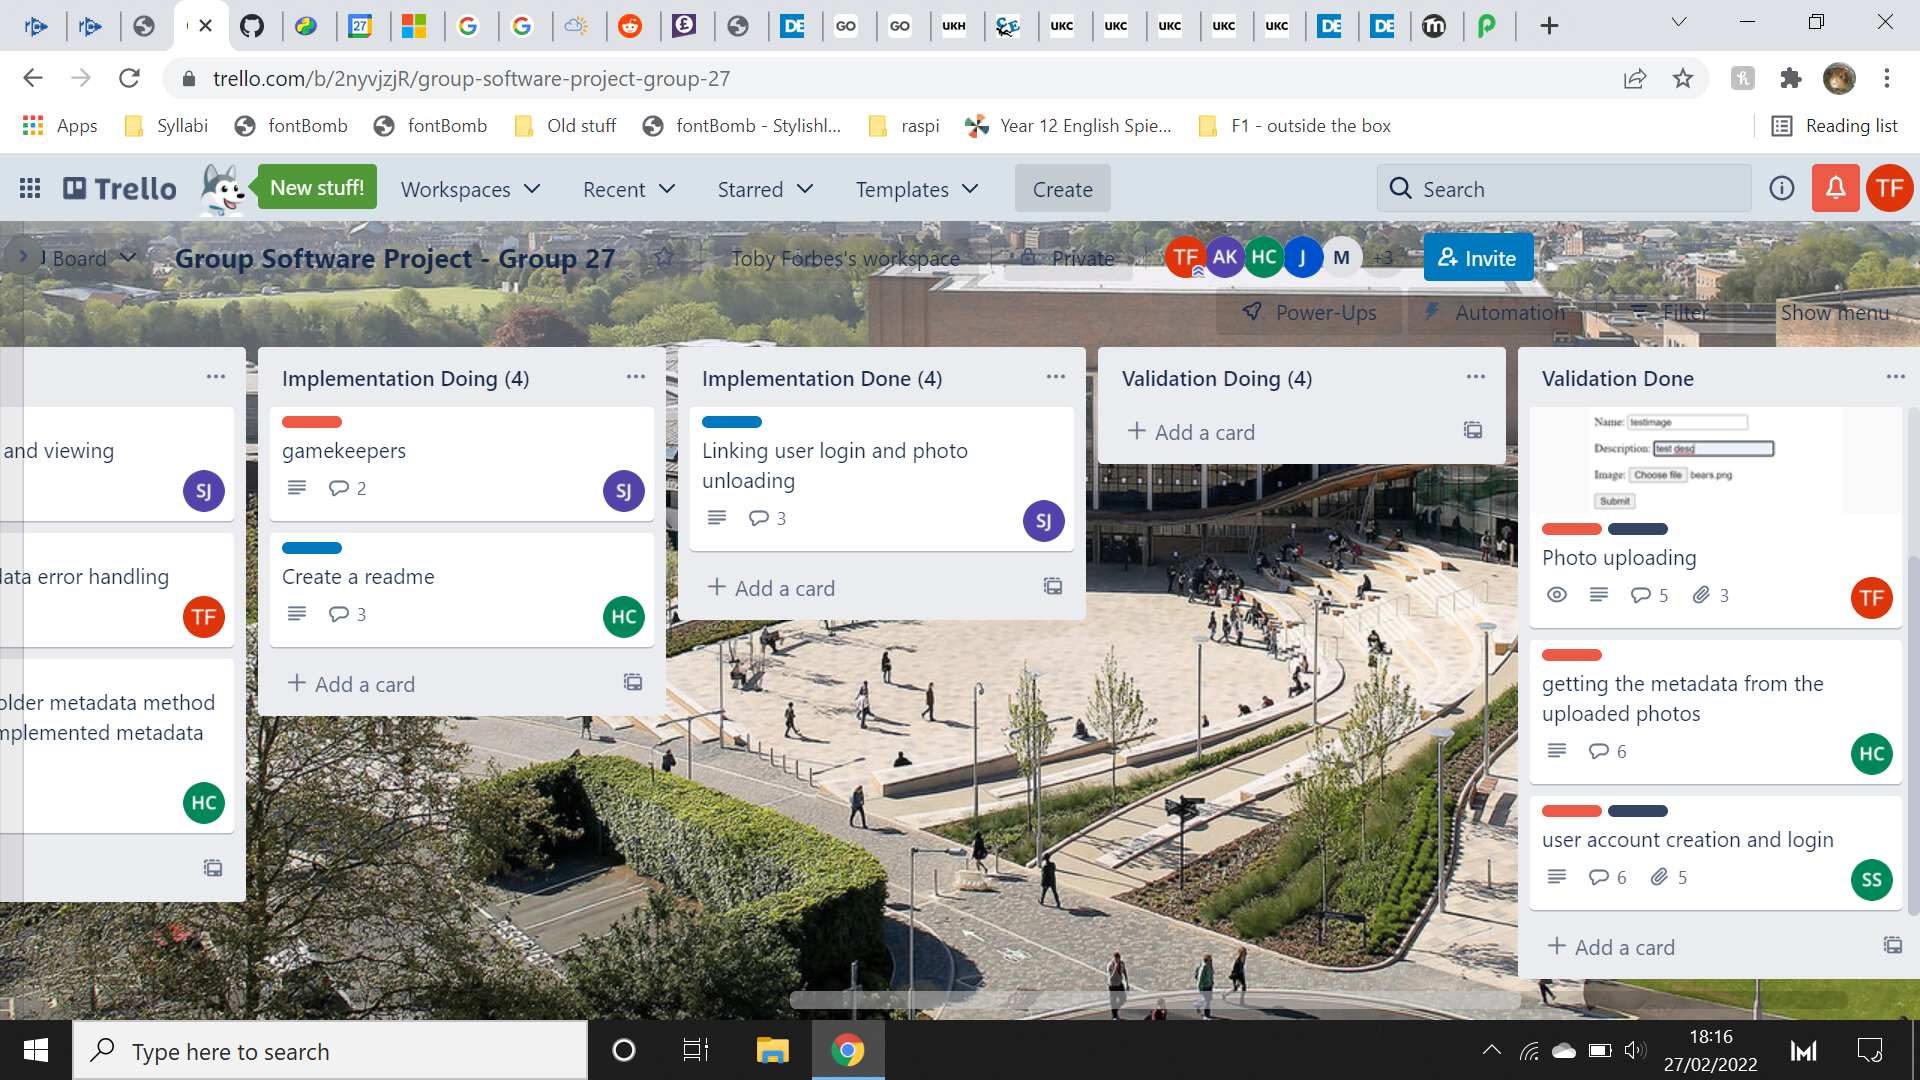 27
DE
GO
GO
UKH
UKC
UKC
UKC
UKC
UKC
DE
DE
trello.com/b/2nyvjzjR/group-software-project-group-27
Apps
Syllabi
fontBomb
fontBomb
Old stuff
fontBomb - Stylishl...
raspi
Year 12 English Spie...
F1 - outside the box
Reading list
Trello
New stuff!
Workspaces
Recent
Starred
Templates
Create
Search
TF
Board
Group Software Project - Group 27
Toby Forbes's workspace
Private
TF
AK
HC
J
M
+3
Invite
Power-Ups
Automation
Filter
Show menu
and viewing
SJ
data error handling
TF
older metadata method
mplemented metadata
HC
Implementation Doing (4)
gamekeepers
2
SJ
Create a readme
3
HC
+ Add a card
Implementation Done (4)
Linking user login and photo
unloading
3
SJ
+ Add a card
Validation Doing (4)
+ Add a card
Validation Done
Name: testimage
Description: test desc
Image: Choose file bears.png
Submit
Photo uploading
5
3
TF
getting the metadata from the
uploaded photos
6
HC
user account creation and login
6
5
SS
+ Add a card
Type here to search
18:16
27/02/2022